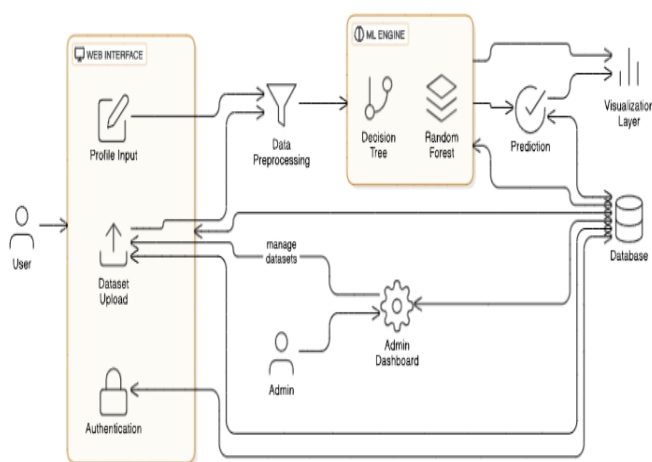 WEB INTERFACE
Profile Input
Dataset
Upload
Authentication
User
Data
Preprocessing
ML ENGINE
Decision
Tree
Random
Forest
Prediction
Visualization
Layer
Database
manage
datasets
Admin
Dashboard
Admin